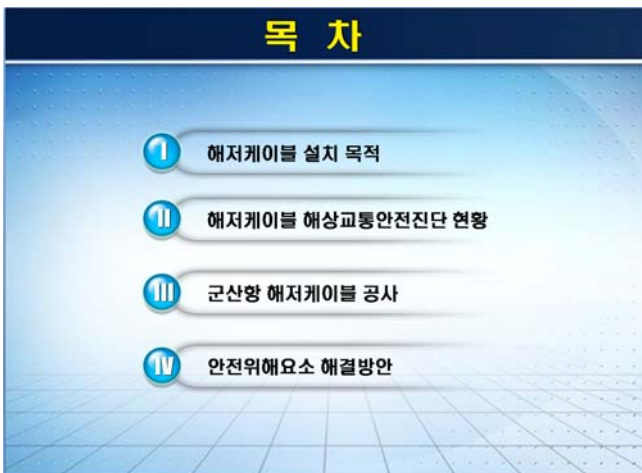 목 차
I 해저케이블 설치 목적
II 해저케이블 해상교통안전진단 현황
III 군산항 해저케이블 공사
IV 안전위해요소 해결방안